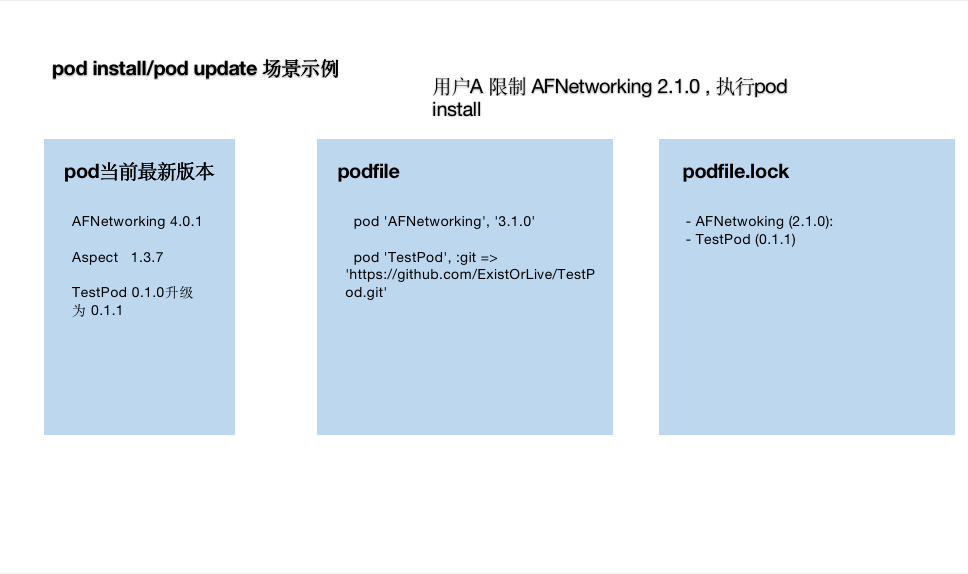 pod install/pod update 场景示例
用户A 限制 AFNetworking 2.1.0 , 执行pod
install
pod当前最新版本
AFNetworking 4.0.1
Aspect 1.3.7
TestPod 0.1.0升级
为 0.1.1
podfile
pod 'AFNetworking', '3.1.0'
pod 'TestPod', :git =>
'https://github.com/ExistOrLive/TestP
od.git'
podfile.lock
- AFNetwoking (2.1.0):
- TestPod (0.1.1)